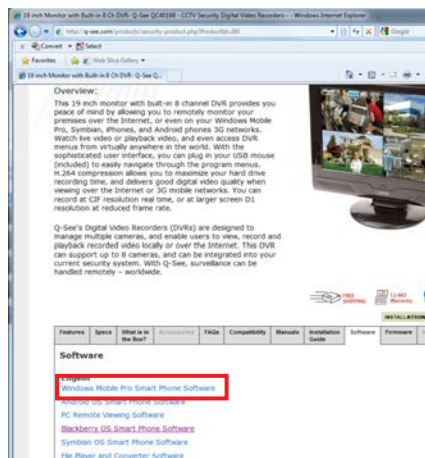 19 inch Monitor with Built-in 8 Ch DVR- Q-See QC40198 - CCTV Security Digital Video Recorders - - Windows Internet Explorer
Google
Convert Select
Favorites Web Slice Gallery
19 inch Monitor with Built-in 8 Ch DVR- Q-See Q...
Overview:
This 19 inch monitor with built-in 8 channel DVR provides you
peace of mind by allowing you to remotely monitor your
premises over the Internet, or even on your Windows Mobile
Pro, Symbian, iPhones, and Android phones 3G networks.
Watch live video or playback video, and even access DVR
menus from virtually anywhere in the world. With the
sophisticated user interface, you can plug in your USB mouse
(included) to easily navigate through the program menus.
H.264 compression allows you to maximize your hard drive
recording time, and delivers good digital video quality when
viewing over the Internet or 3G mobile networks. You can
record at CIF resolution real time, or at larger screen D1
resolution at reduced frame rate.
Q-See's Digital Video Recorders (DVRs) are designed to
manage multiple cameras, and enable users to view, record and
playback recorded video locally or over the Internet. This DVR
can support up to 8 cameras, and can be integrated into your
current security system. With Q-See, surveillance can be
handled remotely – worldwide.
FREE SHIPPING 12 MO Warranty
INSTALLATION
Features Specs What is in the Box? Accessories FAQs Compatibility Manuals Installation Guide Software Firmware
Software
English
Windows Mobile Pro Smart Phone Software
Android OS Smart Phone Software
PC Remote Viewing Software
Blackberry OS Smart Phone Software
Symbian OS Smart Phone Software
File Player and Converter Software